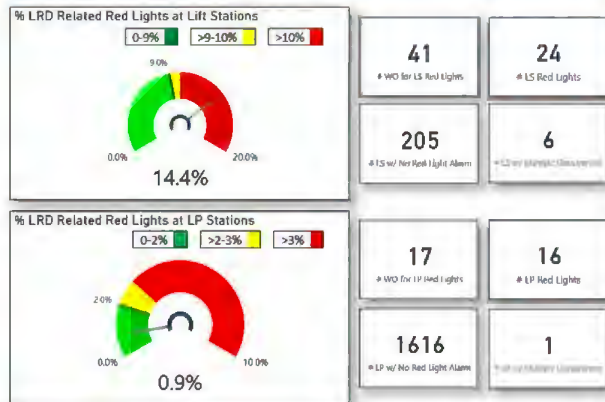 % LRD Related Red Lights at Lift Stations
0-9%
>9-10%
>10%
9.0%
0.0%
20.0%
14.4%
41
# WO for LS Red Lights
24
# LS Red Lights
205
# LS w/ No Red Light Alarm
6
% LRD Related Red Lights at LP Stations
0-2%
>2-3%
>3%
2.0%
0.0%
10.0%
0.9%
17
# WO for LP Red Lights
16
# LP Red Lights
1616
# LP w/ No Red Light Alarm
1